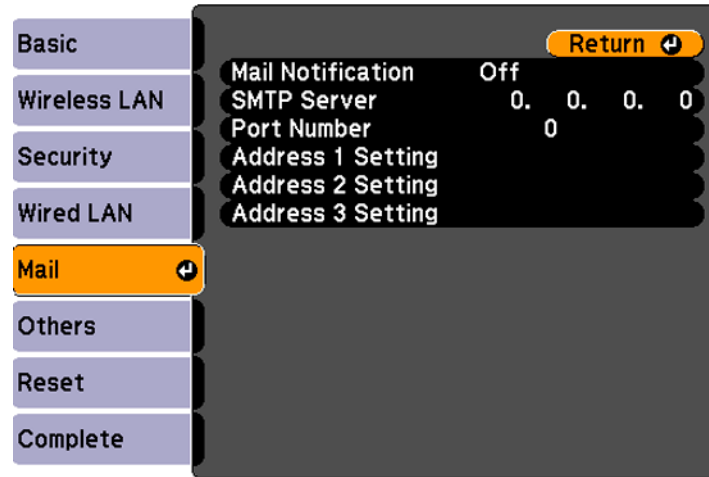 Basic
Wireless LAN
Security
Wired LAN
Mail
Others
Reset
Complete
Return
Mail Notification Off
SMTP Server 0. 0. 0. 0
Port Number 0
Address 1 Setting
Address 2 Setting
Address 3 Setting